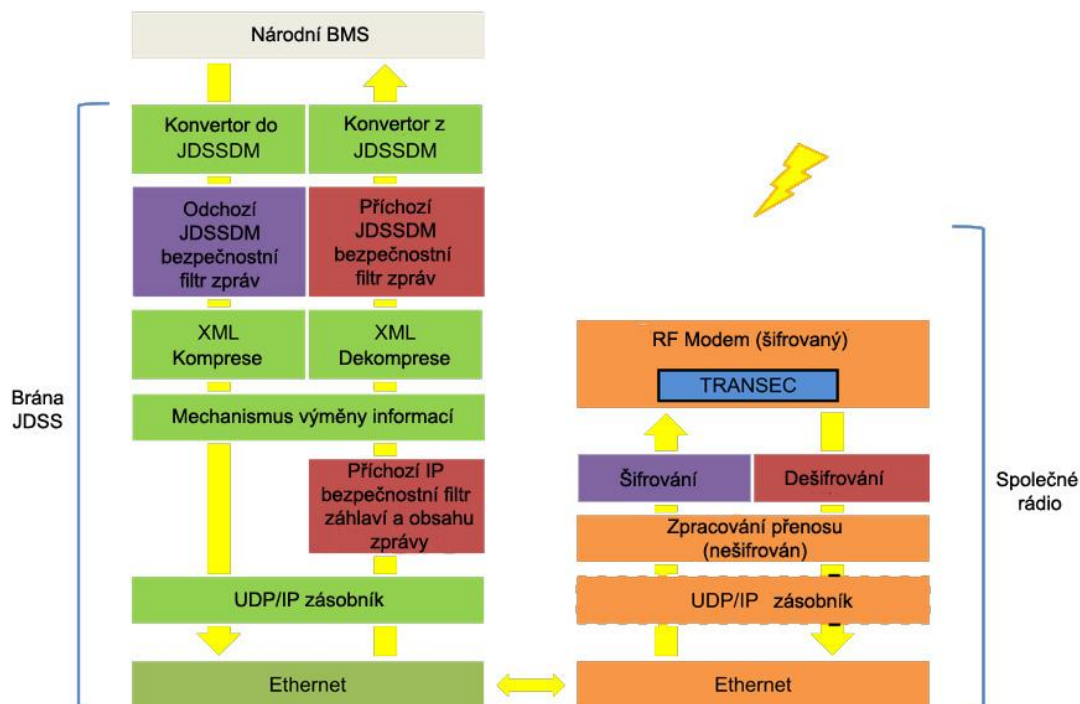 Národní BMS
Konvertor do
JDSSDM
Konvertor z
JDSSDM
Odchozí
JDSSDM
bezpečnostní
filtr zpráv
Příchozí
JDSSDM
bezpečnostní
filtr zpráv
XML
Komprese
XML
Dekomprese
Mechanismus výměny informací
Příchozí IP
bezpečnostní filtr
záhlaví a obsahu
zprávy
UDP/IP zásobník
Ethernet
Brána
JDSS
RF Modem (šifrovaný)
TRANSEC
Šifrování
Dešifrování
Zpracování přenosu
(nešifrován)
UDP/IP zásobník
Ethernet
Společné
rádio